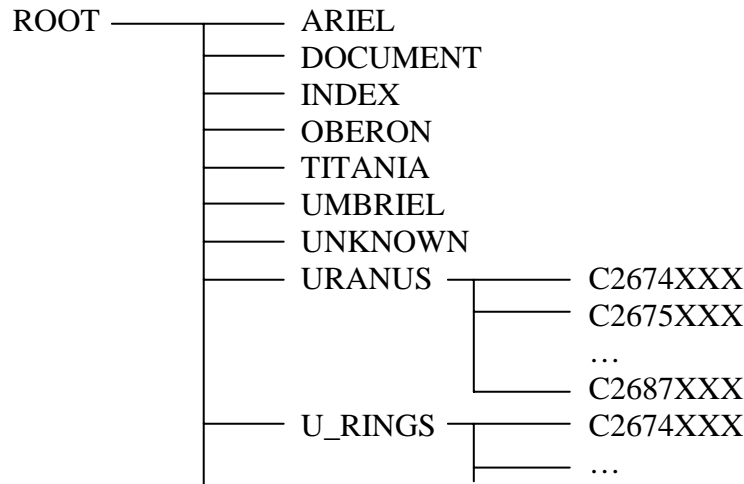 ROOT ARIEL
DOCUMENT
INDEX
OBERON
TITANIA
UMBRIEL
UNKNOWN
URANUS C2674XXX
C2675XXX
…
C2687XXX
U_RINGS C2674XXX
…